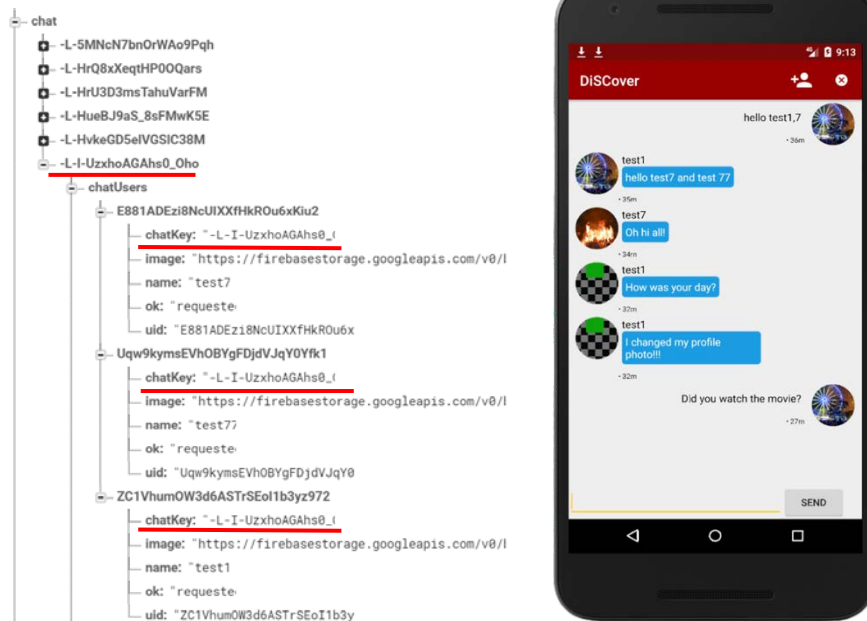 chat
-L-5MNcN7bnOrWAo9Pqh
-L-HrQ8xXeqtHP0OQars
-L-HrU3D3msTahuVarFM
-L-HueBJ9aS_8sFMwK5E
-L-HvkeGD5eIVGSIC38M
-L-I-UzxhoAGAhs0_Oho
chatUsers
E881ADEzi8NcUIXXfHkROu6xKiu2
chatKey: "-L-I-UzxhoAGAhs0_(
image: "https://firebasestorage.googleapis.com/v0/l
name: "test7
ok: "requeste
uid: "E881ADEzi8NcUIXXfHkROu6x
Uqw9kymsEVhOBYgFDjdVJqY0Yfk1
chatKey: "-L-I-UzxhoAGAhs0_(
image: "https://firebasestorage.googleapis.com/v0/l
name: "test77
ok: "requeste
uid: "Uqw9kymsEVhOBYgFDjdVJqY0
ZC1VhumOW3d6ASTrSEoI1b3yz972
chatKey: "-L-I-UzxhoAGAhs0_(
image: "https://firebasestorage.googleapis.com/v0/l
name: "test1
ok: "requeste
uid: "ZC1VhumOW3d6ASTrSEoI1b3y
4G 9:13
DiSCover
hello test1,7
• 36m
test1
hello test7 and test 77
• 35m
test7
Oh hi all!
• 34m
test1
How was your day?
• 32m
test1
I changed my profile
photo!!!
• 32m
Did you watch the movie?
• 27m
SEND